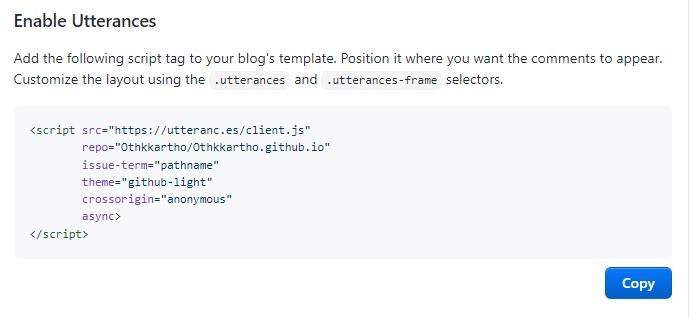 Enable Utterances
Add the following script tag to your blog's template. Position it where you want the comments to appear.
Customize the layout using the .utterances and .utterances-frame selectors.
<script src="https://utteranc.es/client.js"
        repo="Othkkartho/Othkkartho.github.io"
        issue-term="pathname"
        theme="github-light"
        crossorigin="anonymous"
        async>
</script>
Copy